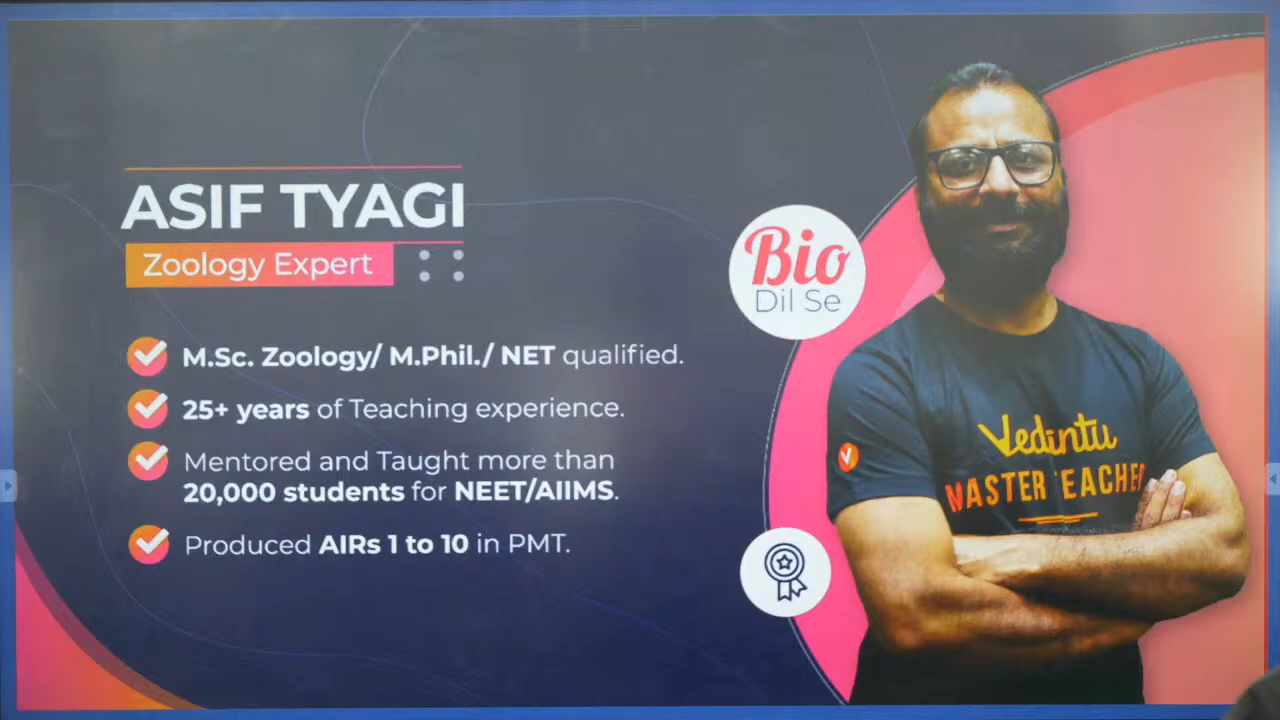 ASIF TYAGI
Zoology Expert
M.Sc. Zoology/ M.Phil./ NET qualified.
25+ years of Teaching experience.
Mentored and Taught more than
20,000 students for NEET/AIIMS.
Produced AIRs 1 to 10 in PMT.
Bio
Dil Se
Vedantu
MASTER TEACHER
V